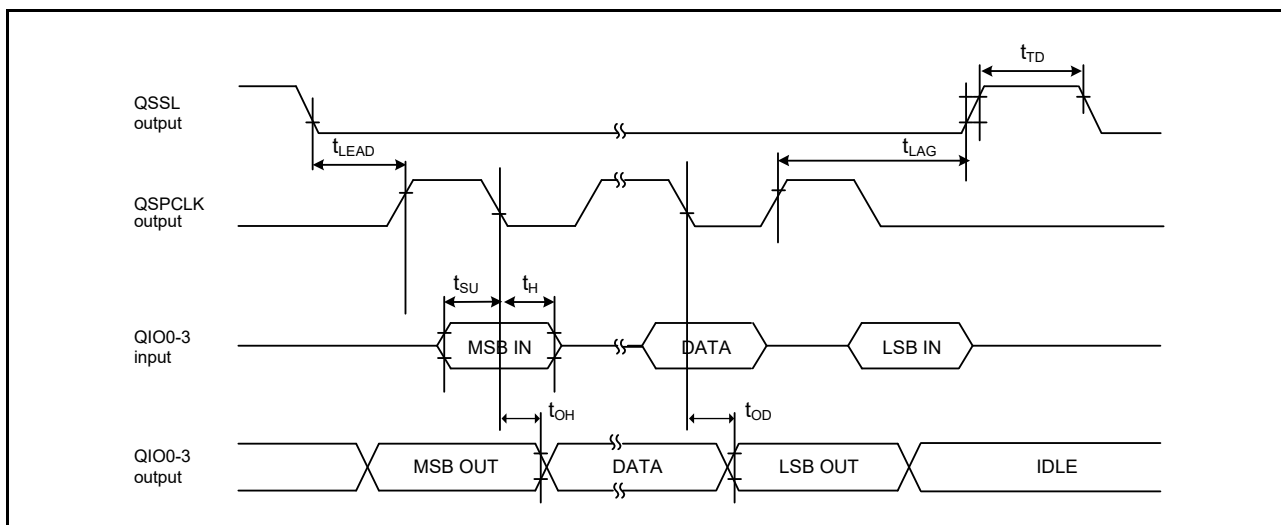 t_TD
QSSL
output
t_LEAD
t_LAG
QSPCLK
output
t_SU
t_H
QIO0-3
input
MSB IN
DATA
LSB IN
t_OH
t_OD
QIO0-3
output
MSB OUT
DATA
LSB OUT
IDLE